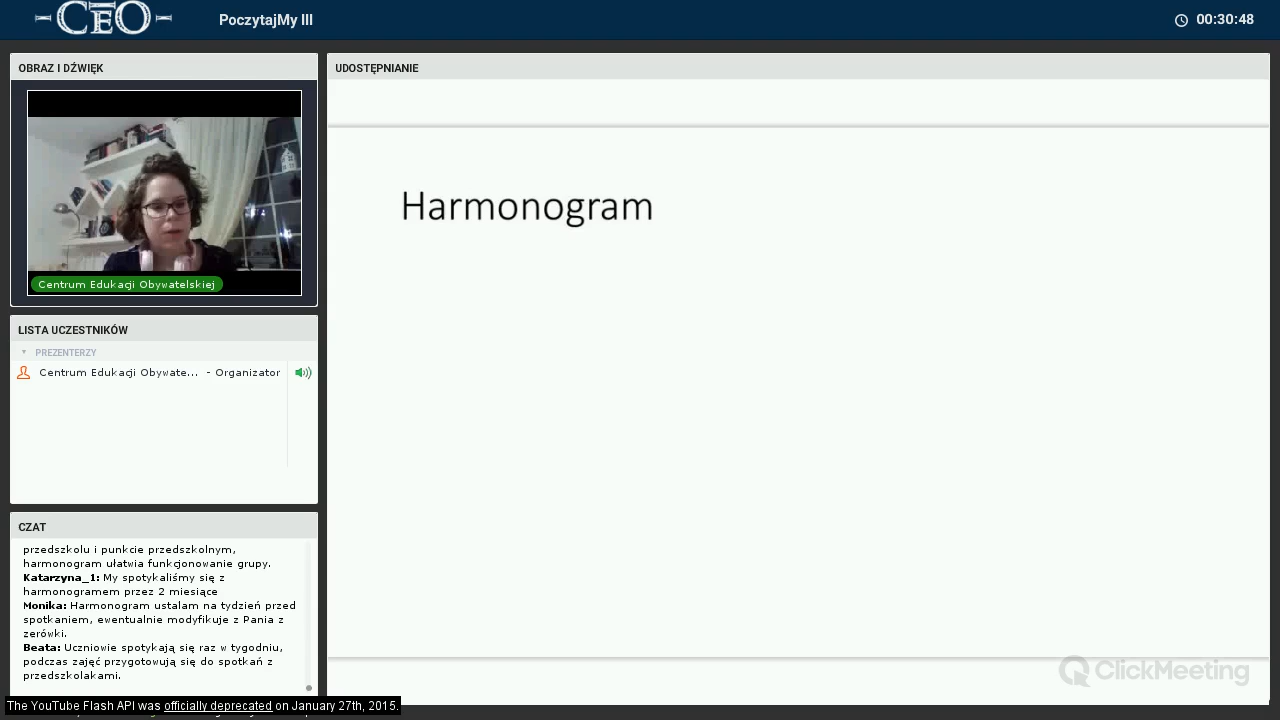 CEO
PoczytajMy III
00:30:48
OBRAZ I DŹWIĘK
UDOSTĘPNIANIE
Centrum Edukacji Obywatelskiej
Harmonogram
LISTA UCZESTNIKÓW
PREZENTERZY
Centrum Edukacji Obywate... - Organizator
CZAT
przedszkolu i punkcie przedszkolnym,
harmonogram ułatwia funkcjonowanie grupy.
Katarzyna_1: My spotykaliśmy się z
harmonogramem przez 2 miesiące
Monika: Harmonogram ustalam na tydzień przed
spotkaniem, ewentualnie modyfikuje z Pania z
zerówki.
Beata: Uczniowie spotykają się raz w tygodniu,
podczas zajęć przygotowują się do spotkań z
przedszkolakami.
ClickMeeting
The YouTube Flash API was officially deprecated on January 27th, 2015.